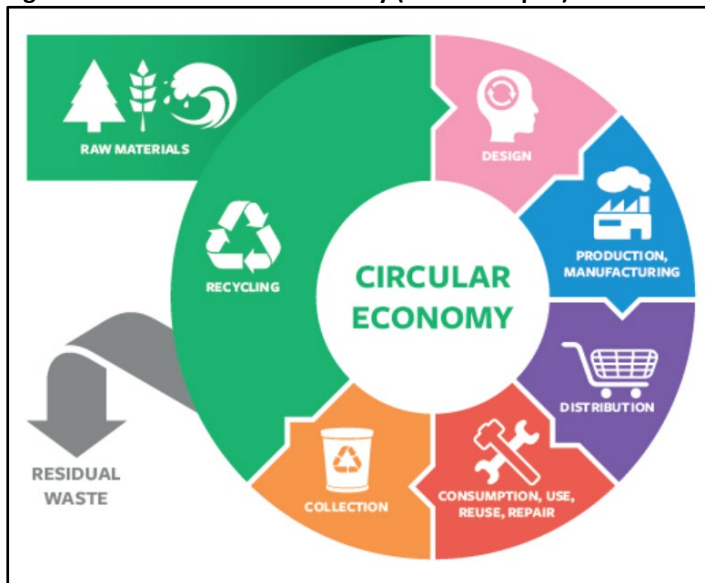 RAW MATERIALS
DESIGN
PRODUCTION,
MANUFACTURING
RECYCLING
CIRCULAR
ECONOMY
DISTRIBUTION
CONSUMPTION, USE,
REUSE, REPAIR
COLLECTION
RESIDUAL
WASTE